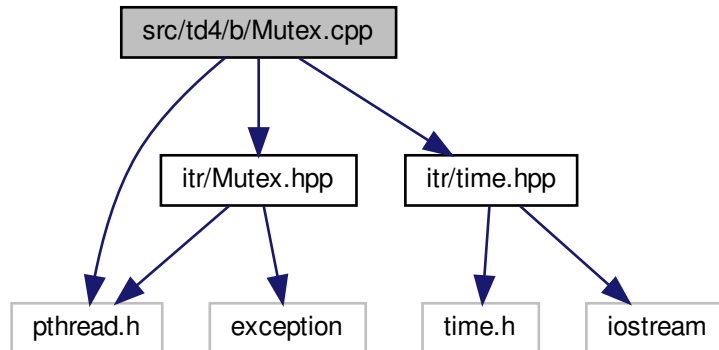 src/td4/b/Mutex.cpp
itr/Mutex.hpp
itr/time.hpp
pthread.h
exception
time.h
iostream